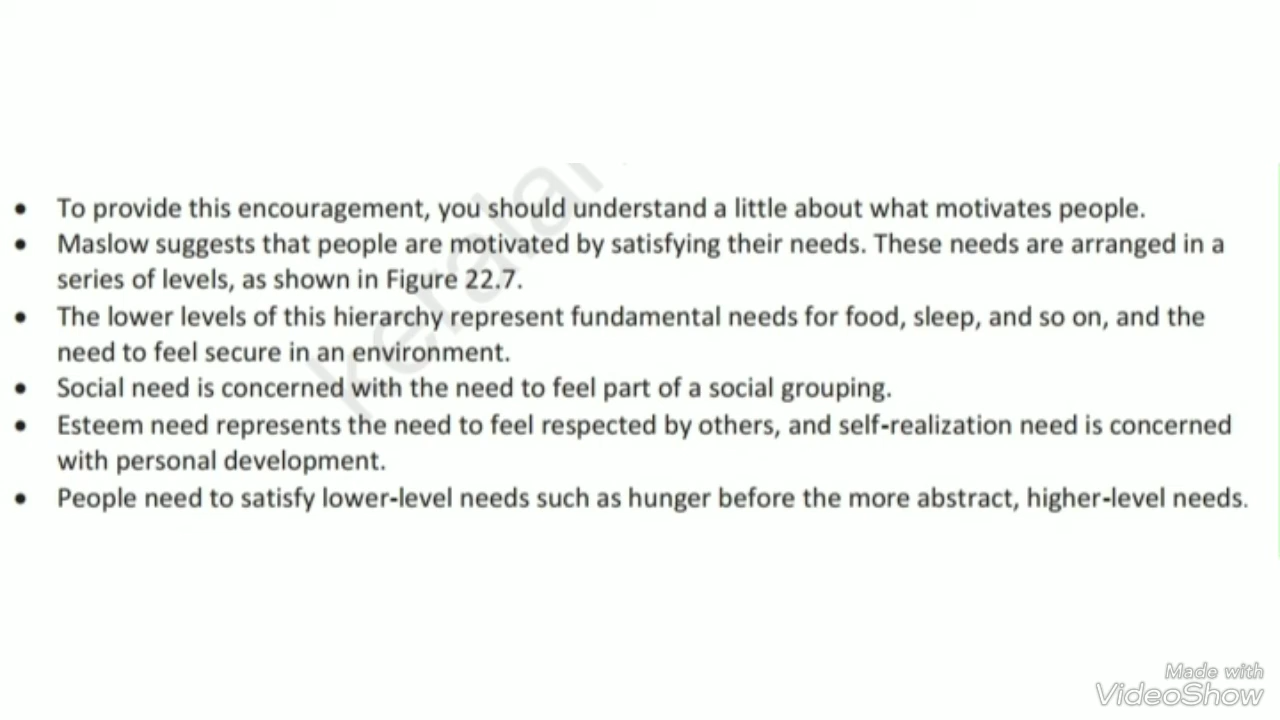 • To provide this encouragement, you should understand a little about what motivates people.
• Maslow suggests that people are motivated by satisfying their needs. These needs are arranged in a
series of levels, as shown in Figure 22.7.
• The lower levels of this hierarchy represent fundamental needs for food, sleep, and so on, and the
need to feel secure in an environment.
• Social need is concerned with the need to feel part of a social grouping.
• Esteem need represents the need to feel respected by others, and self-realization need is concerned
with personal development.
• People need to satisfy lower-level needs such as hunger before the more abstract, higher-level needs.
Made with
VideoShow